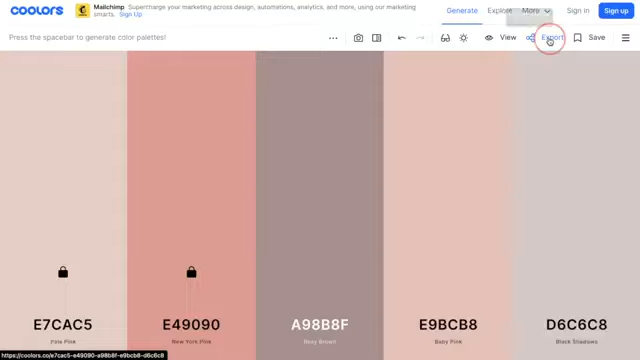 coolors
Mailchimp Supercharge your marketing across design, automations, analytics, and more, using our marketing
smarts. Sign Up
Generate Explore More Sign in Sign up
Press the spacebar to generate color palettes!
View Export Save
E7CAC5 E49090 A98B8F E9BCB8 D6C6C8
Pale Pink New York Pink Rosy Brown Baby Pink Black Shadows
https://coolors.co/e7cac5-e49090-a98b8f-e9bcb8-d6c6c8